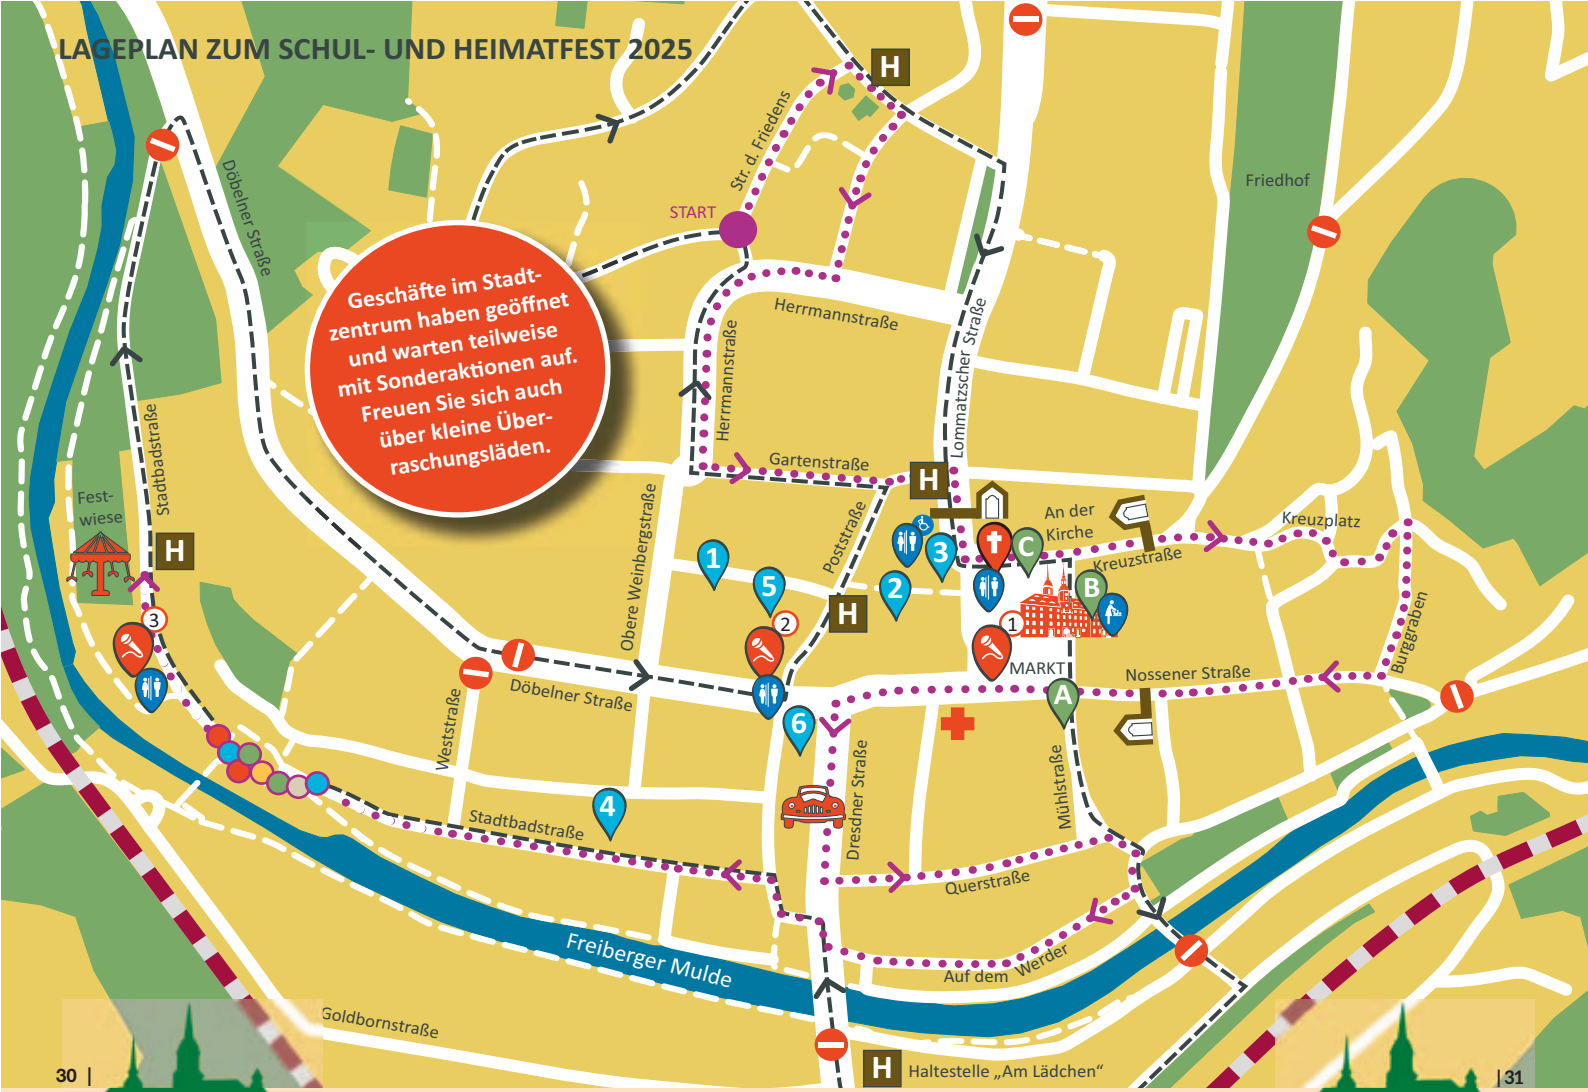 LAGEPLAN ZUM SCHUL- UND HEIMATFEST 2025
H
Str. d. Friedens
START
Friedhof
Döbelner Straße
Geschäfte im Stadt-
zentrum haben geöffnet
und warten teilweise
mit Sonderaktionen auf.
Freuen Sie sich auch
über kleine Über-
raschungsläden.
Herrmannstraße
Herrmannstraße
Lommatzscher Straße
Stadtbadstraße
Gartenstraße
H
Fest-
wiese
H
Obere Weinbergstraße
Poststraße
An der
Kirche
Kreuzplatz
Kreuzstraße
1
5
2
3
C
B
H
3
2
1
MARKT
Nossener Straße
Burggraben
A
Döbelner Straße
Weststraße
6
4
Stadtbadstraße
Dresdner Straße
Mühlstraße
Querstraße
Freiberger Mulde
Auf dem Werder
Goldbornstraße
H
Haltestelle „Am Lädchen“
30 |
| 31